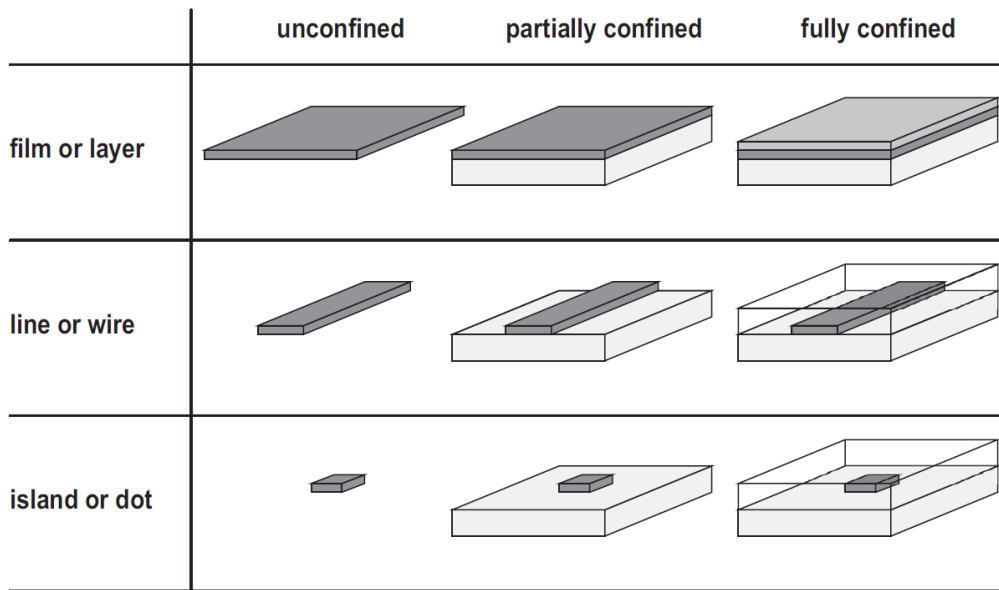 unconfined partially confined fully confined
film or layer
line or wire
island or dot